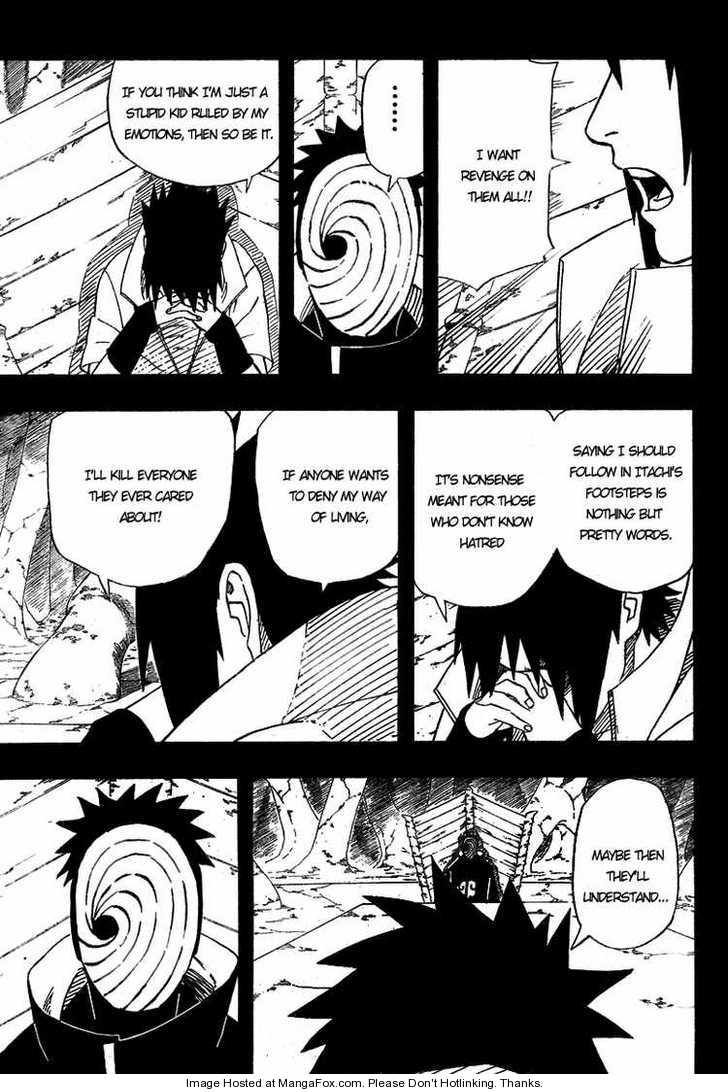 I WANT
REVENGE ON
THEM ALL!!
......
IF YOU THINK I'M JUST A
STUPID KID RULED BY MY
EMOTIONS, THEN SO BE IT.
SAYING I SHOULD
FOLLOW IN ITACHI'S
FOOTSTEPS IS
NOTHING BUT
PRETTY WORDS.
IT'S NONSENSE
MEANT FOR THOSE
WHO DON'T KNOW
HATRED
IF ANYONE WANTS
TO DENY MY WAY
OF LIVING,
I'LL KILL EVERYONE
THEY EVER CARED
ABOUT!
MAYBE THEN
THEY'LL
UNDERSTAND...
Image Hosted at MangaFox.com. Please Don't Hotlinking. Thanks.